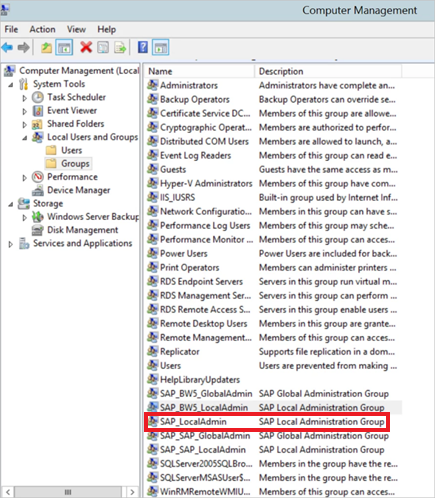 Computer Management
File Action View Help
Computer Management (Local
System Tools
Task Scheduler
Event Viewer
Shared Folders
Local Users and Groups
Users
Groups
Performance
Device Manager
Storage
Windows Server Backup
Disk Management
Services and Applications
Name Description
Administrators Administrators have complete an...
Backup Operators Backup Operators can override se...
Certificate Service DC... Members of this group are allowe...
Cryptographic Operat... Members are authorized to perfor...
Distributed COM Users Members are allowed to launch, a...
Event Log Readers Members of this group can read e...
Guests Guests have the same access as m...
Hyper-V Administrators Members of this group have com...
IIS_IUSRS Built-in group used by Internet Inf...
Network Configuratio... Members in this group can have s...
Performance Log Users Members of this group may sche...
Performance Monitor ... Members of this group can acces...
Power Users Power Users are included for back...
Print Operators Members can administer printers ...
RDS Endpoint Servers Servers in this group run virtual m...
RDS Management Ser... Servers in this group can perform ...
RDS Remote Access S... Servers in this group enable users ...
Remote Desktop Users Members in this group are grante...
Remote Management... Members of this group can acces...
Replicator Supports file replication in a dom...
Users Users are prevented from making ...
HelpLibraryUpdaters
SAP_BW5_GlobalAdmin SAP Global Administration Group
SAP_BW5_LocalAdmin SAP Local Administration Group
SAP_LocalAdmin SAP Local Administration Group
SAP_SAP_GlobalAdmin SAP Global Administration Group
SAP_SAP_LocalAdmin SAP Local Administration Group
SQLServer2005SQLBro... Members in the group have the re...
SQLServerMSASUser$... Members in the group have the re...
WinRMRemoteWMIU... Members of this group can acces...